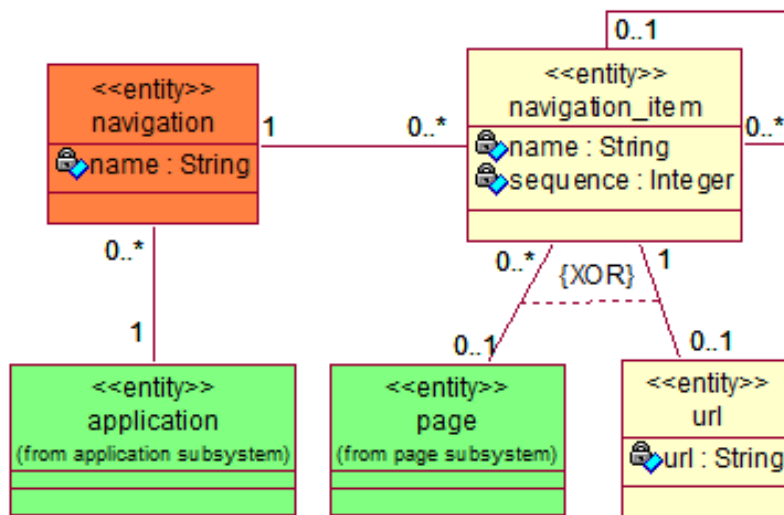 0..1
<<entity>>
navigation
name : String
1
0..*
<<entity>>
navigation_item
name : String
sequence : Integer
0..*
0..*
1
0..*
{XOR}
1
0..1
0..1
<<entity>>
application
(from application subsystem)
<<entity>>
page
(from page subsystem)
<<entity>>
url
url : String